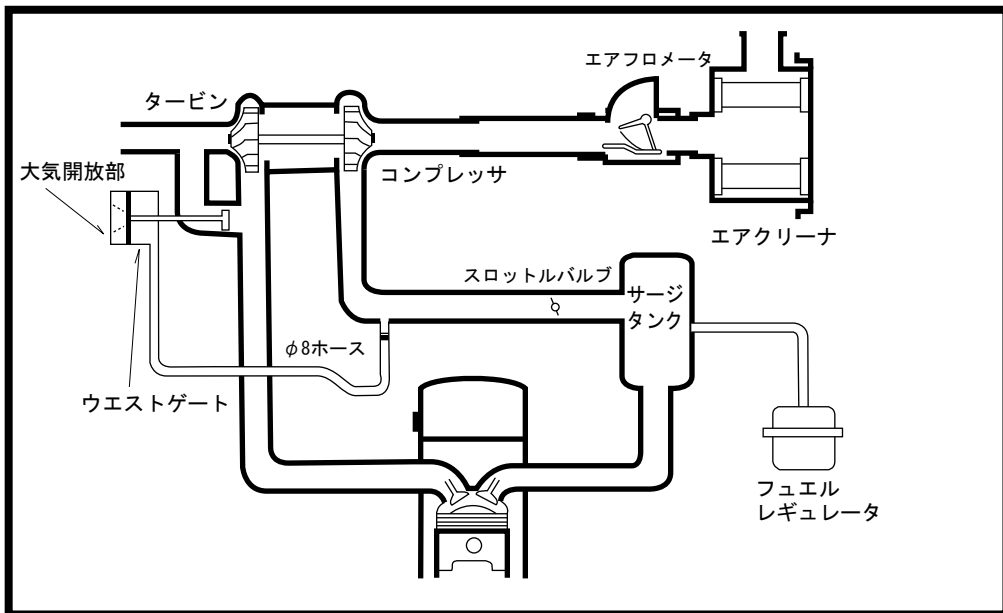 エアフロメータ
タービン
大気開放部
コンプレッサ
エアクリーナ
スロットルバルブ
サージ
タンク
φ8ホース
ウエストゲート
フュエル
レギュレータ